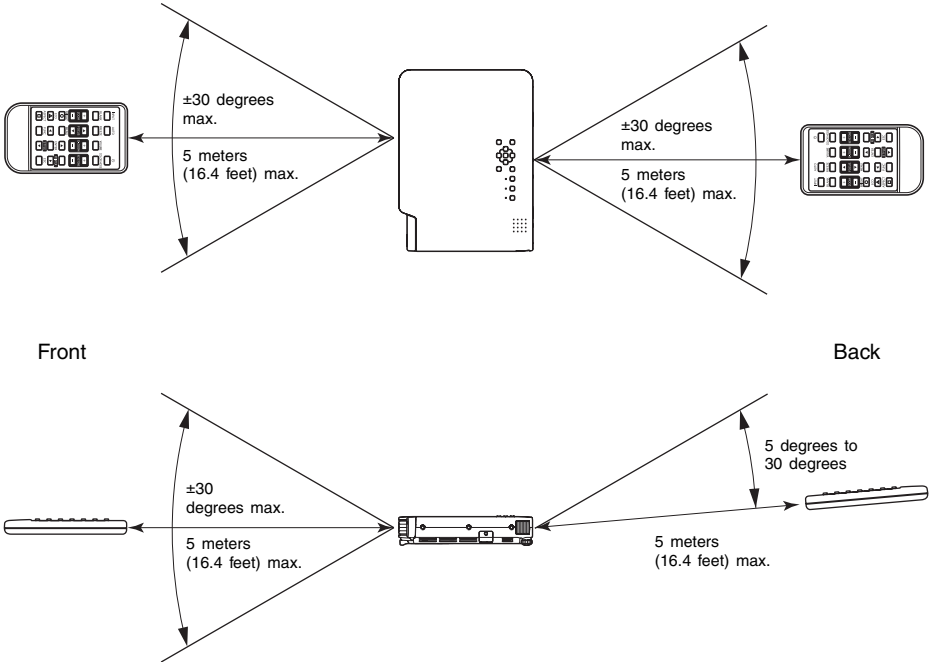 ±30 degrees
max.
5 meters
(16.4 feet) max.
±30 degrees
max.
5 meters
(16.4 feet) max.
Front
Back
±30
degrees max.
5 meters
(16.4 feet) max.
5 degrees to
30 degrees
5 meters
(16.4 feet) max.